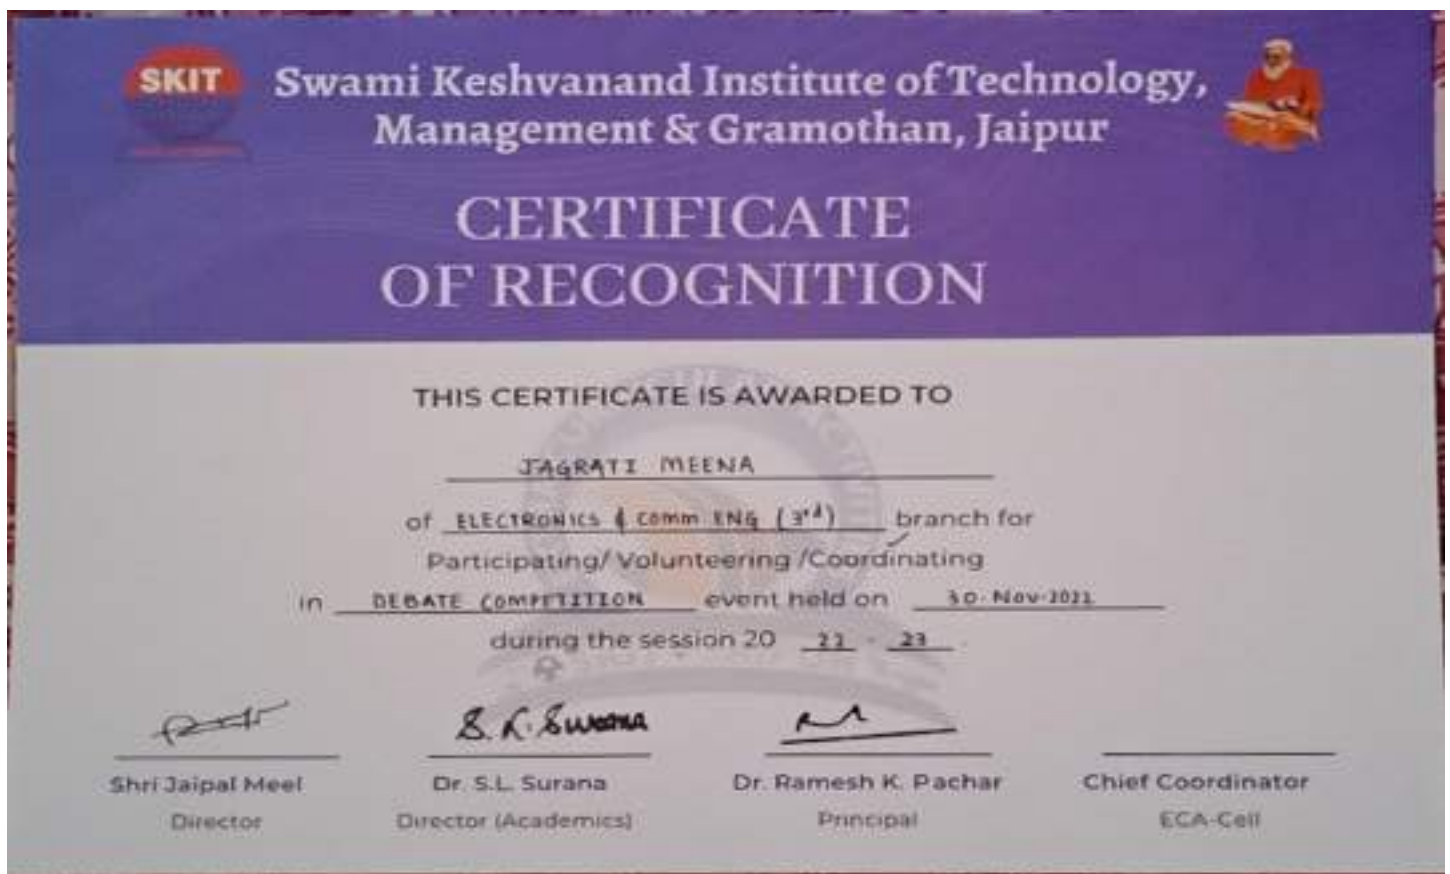 SKIT
Swami Keshvanand Institute of Technology,
Management & Gramothan, Jaipur
CERTIFICATE
OF RECOGNITION
THIS CERTIFICATE IS AWARDED TO
JAGRATI MEENA
of ELECTRONICS & Comm ENG (3rd) branch for
Participating/ Volunteering /Coordinating
in DEBATE COMPETITION event held on 30-Nov-2022
during the session 20 22 - 23
S. L. Surana
Shri Jaipal Meel Dr. S.L. Surana Dr. Ramesh K. Pachar Chief Coordinator
Director Director (Academics) Principal ECA-Cell